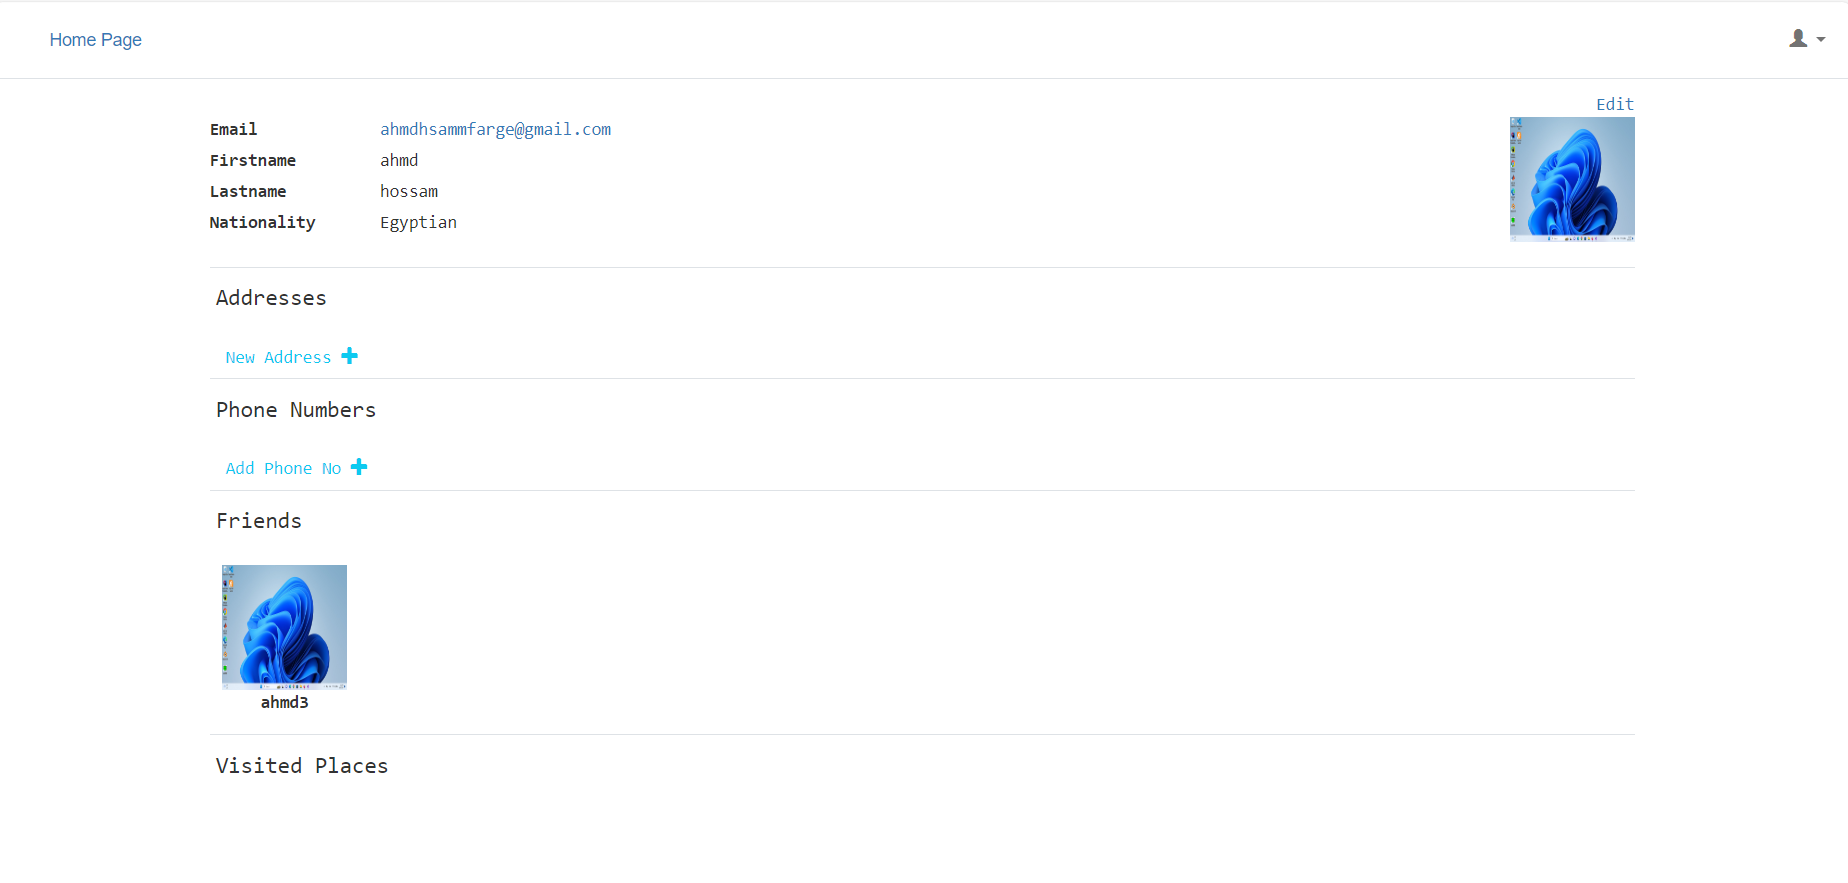 Home Page
Edit
Email ahmdhsammfarge@gmail.com
Firstname ahmd
Lastname hossam
Nationality Egyptian
Addresses
New Address
Phone Numbers
Add Phone No
Friends
ahmd3
Visited Places